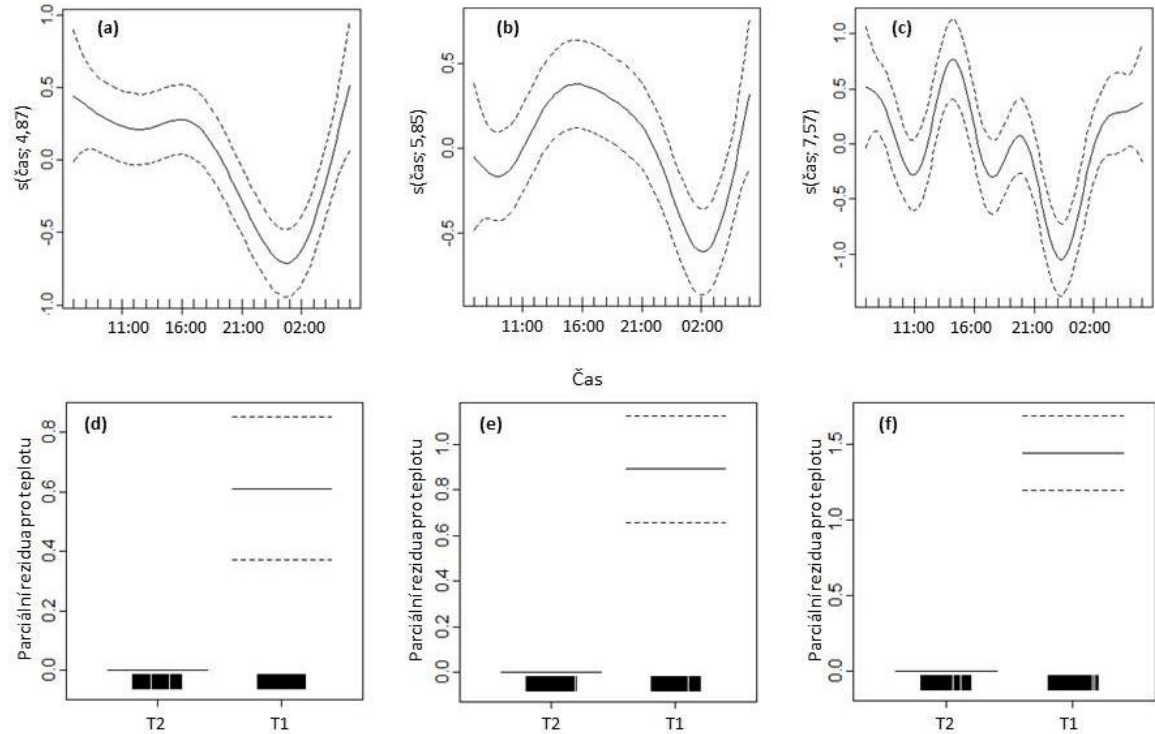 (a)
s(čas; 4,87)
1.0
0.5
0.0
-0.5
-1.0
11:00 16:00 21:00 02:00
(b)
s(čas; 5,85)
0.5
0.0
-0.5
11:00 16:00 21:00 02:00
(c)
s(čas; 7,57)
1.0
0.5
0.0
-0.5
-1.0
11:00 16:00 21:00 02:00
Čas
(d)
Parciální rezidua pro teplotu
0.8
0.6
0.4
0.2
0.0
T2 T1
(e)
Parciální rezidua pro teplotu
1.0
0.8
0.6
0.4
0.2
0.0
T2 T1
(f)
Parciální rezidua pro teplotu
1.5
1.0
0.5
0.0
T2 T1